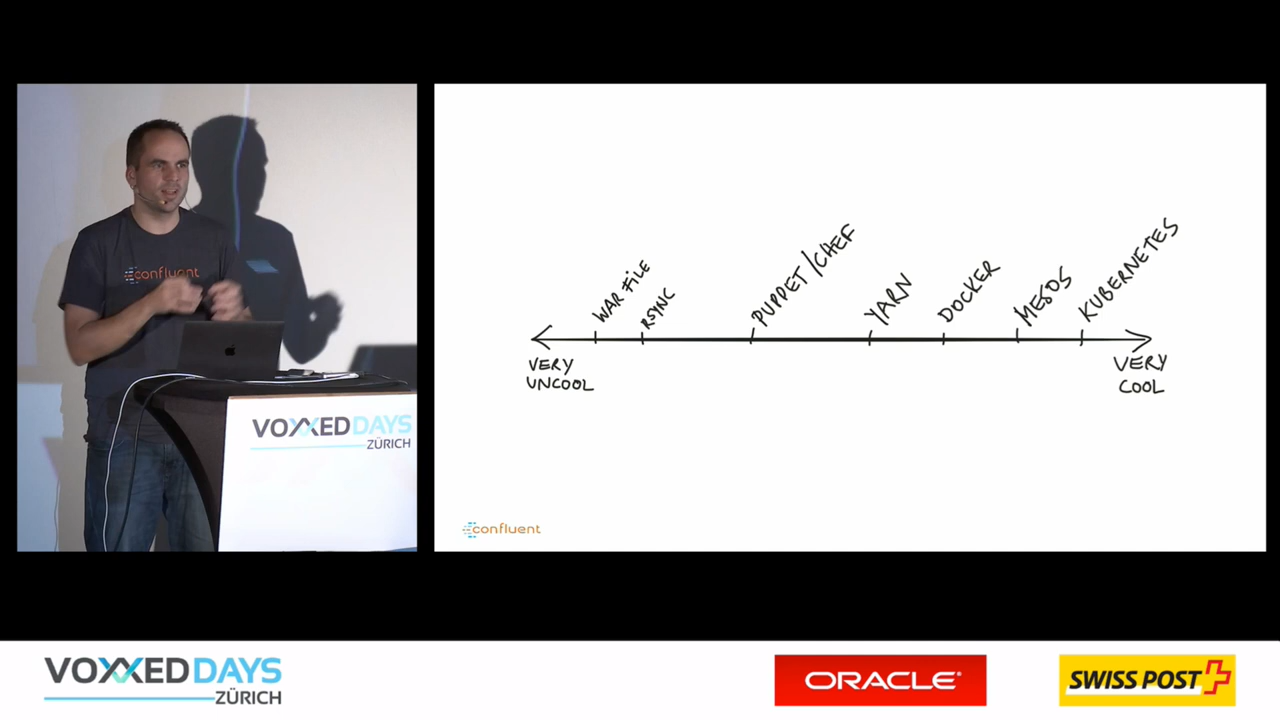 confluent
VOXXED DAYS
ZÜRICH
WAR FILE
RSYNC
PUPPET/CHEF
YARN
DOCKER
MESOS
KUBERNETES
VERY
UNCOOL
VERY
COOL
confluent
VOXXED DAYS
ZÜRICH
ORACLE®
SWISS POST